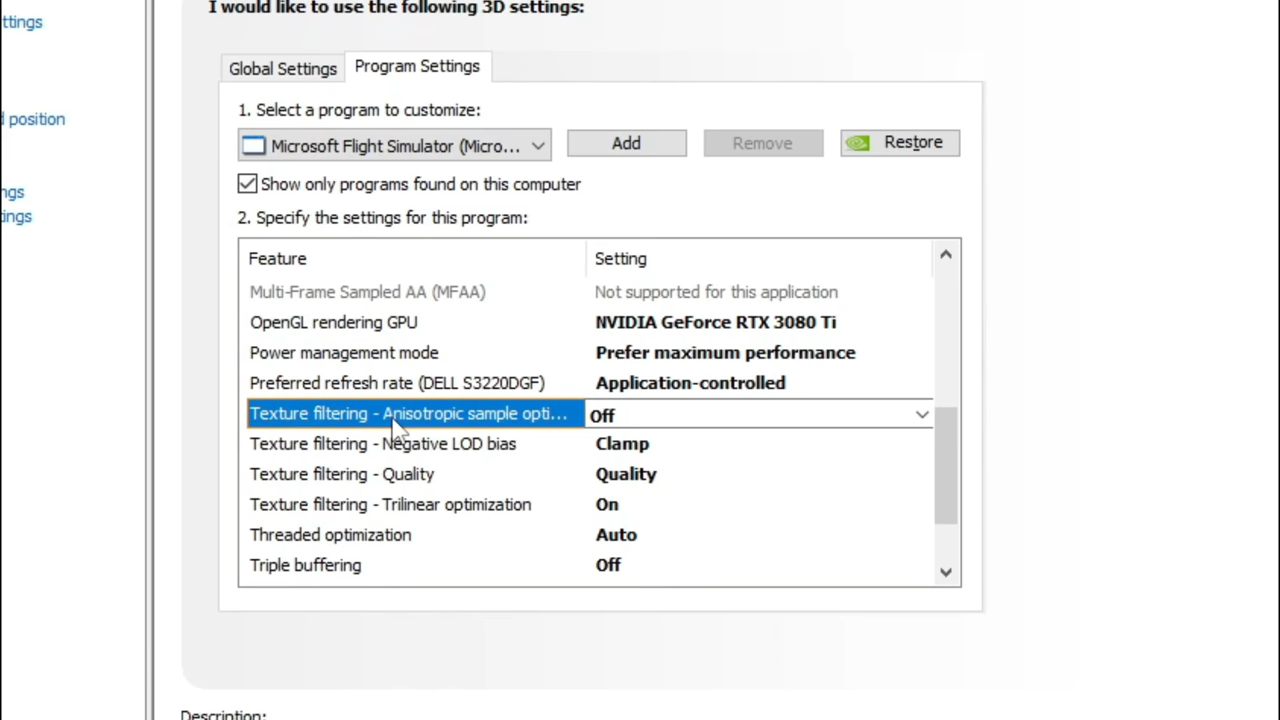 I would like to use the following 3D settings:
ttings
Global Settings
Program Settings
1. Select a program to customize:
d position
Microsoft Flight Simulator (Micro...
Add
Remove
Restore
Show only programs found on this computer
ngs
ings
2. Specify the settings for this program:
Feature Setting
Multi-Frame Sampled AA (MFAA) Not supported for this application
OpenGL rendering GPU NVIDIA GeForce RTX 3080 Ti
Power management mode Prefer maximum performance
Preferred refresh rate (DELL S3220DGF) Application-controlled
Texture filtering - Anisotropic sample opti... Off
Texture filtering - Negative LOD bias Clamp
Texture filtering - Quality Quality
Texture filtering - Trilinear optimization On
Threaded optimization Auto
Triple buffering Off
Description: